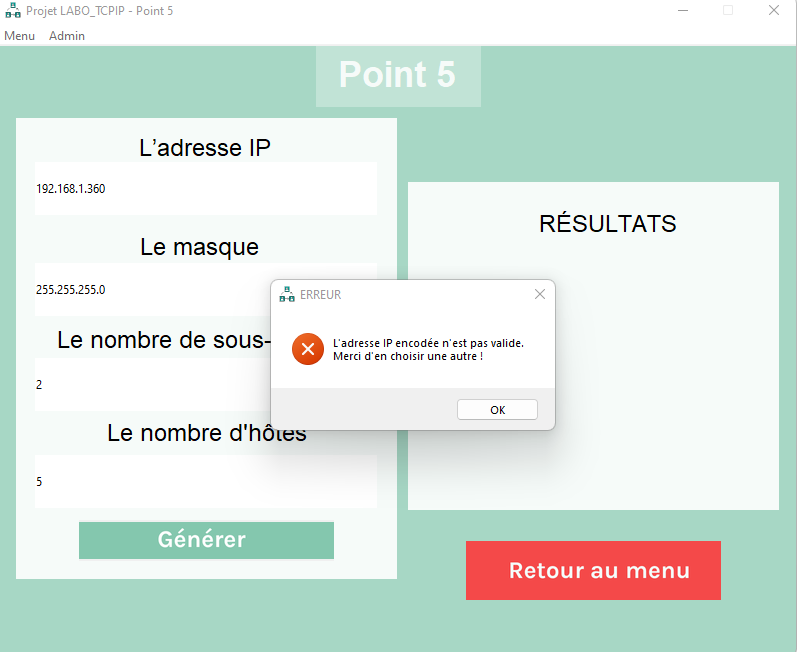 Projet LABO_TCPIP - Point 5
Menu Admin
Point 5
L'adresse IP
192.168.1.360
Le masque
255.255.255.0
Le nombre de sous-
2
Le nombre d'hôtes
5
Générer
RÉSULTATS
ERREUR
L'adresse IP encodée n'est pas valide.
Merci d'en choisir une autre !
OK
Retour au menu